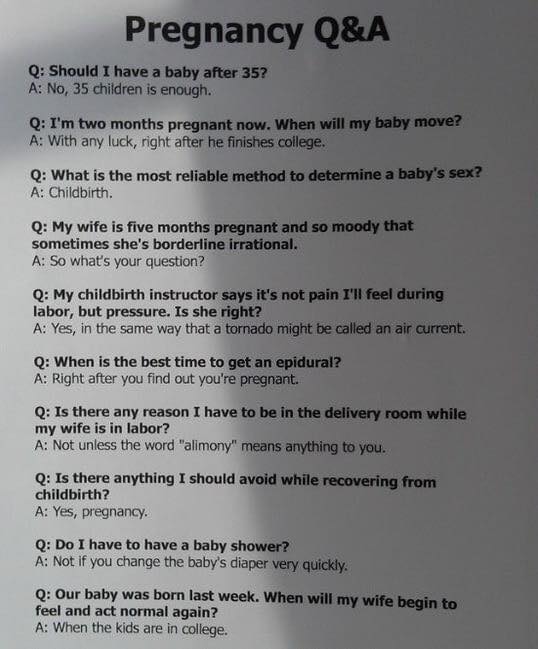 Pregnancy Q&A
Q: Should I have a baby after 35?
A: No, 35 children is enough.
Q: I'm two months pregnant now. When will my baby move?
A: With any luck, right after he finishes college.
Q: What is the most reliable method to determine a baby's sex?
A: Childbirth.
Q: My wife is five months pregnant and so moody that
sometimes she's borderline irrational.
A: So what's your question?
Q: My childbirth instructor says it's not pain I'll feel during
labor, but pressure. Is she right?
A: Yes, in the same way that a tornado might be called an air current.
Q: When is the best time to get an epidural?
A: Right after you find out you're pregnant.
Q: Is there any reason I have to be in the delivery room while
my wife is in labor?
A: Not unless the word "alimony" means anything to you.
Q: Is there anything I should avoid while recovering from
childbirth?
A: Yes, pregnancy.
Q: Do I have to have a baby shower?
A: Not if you change the baby's diaper very quickly.
Q: Our baby was born last week. When will my wife begin to
feel and act normal again?
A: When the kids are in college.